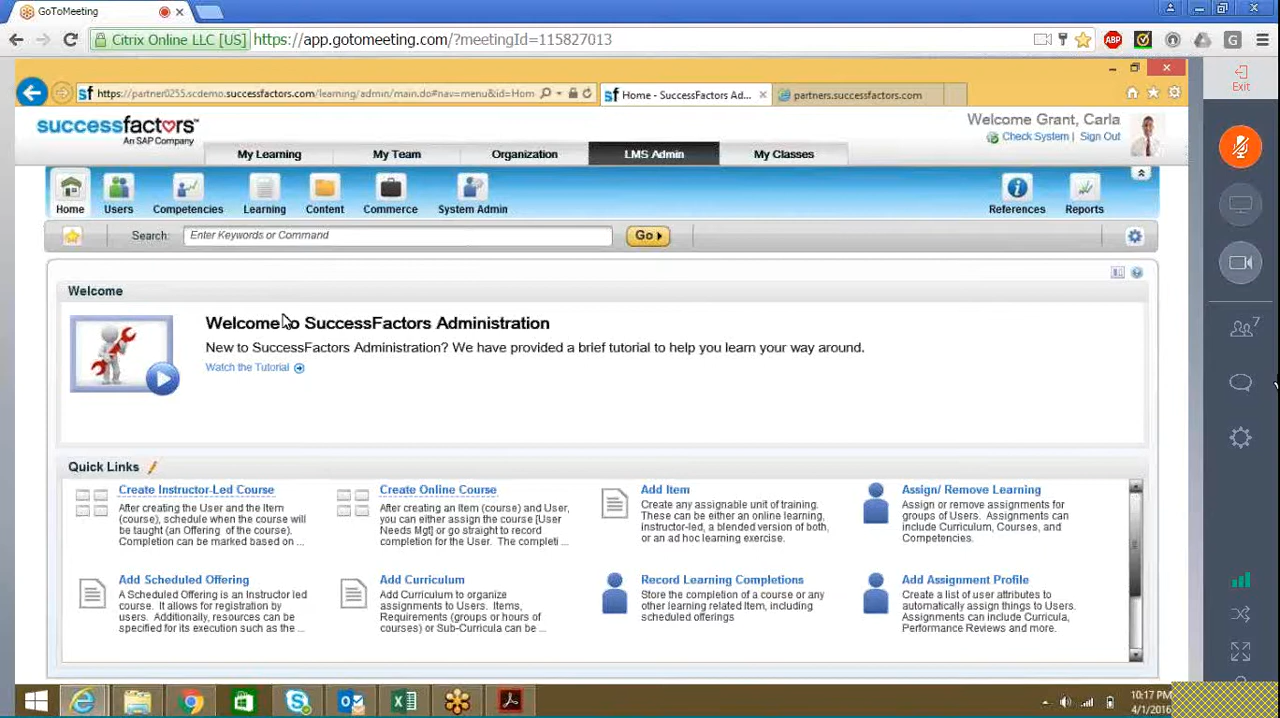 GoToMeeting
Citrix Online LLC [US] https://app.gotomeeting.com/?meetingId=115827013
ABP
G
Exit
sf https://partner0255.scdemo.successfactors.com/learning/admin/main.do#nav=menu&id=Hom
sf Home - SuccessFactors Ad...
partners.successfactors.com
successfactors™
An SAP Company
Welcome Grant, Carla
Check System | Sign Out
My Learning
My Team
Organization
LMS Admin
My Classes
Home
Users
Competencies
Learning
Content
Commerce
System Admin
References
Reports
Search:
Enter Keywords or Command
Go
Welcome
Welcome to SuccessFactors Administration
New to SuccessFactors Administration? We have provided a brief tutorial to help you learn your way around.
Watch the Tutorial
7
Quick Links
Create Instructor-Led Course
After creating the User and the Item
(course), schedule when the course will
be taught (an Offering of the course).
Completion can be marked based on ...
Create Online Course
After creating an Item (course) and User,
you can either assign the course [User
Needs Mgt] or go straight to record
completion for the User. The completi ...
Add Item
Create any assignable unit of training.
These can be either an online learning,
instructor-led, a blended version of both,
or an ad hoc learning exercise.
Assign/ Remove Learning
Assign or remove assignments for
groups of Users. Assignments can
include Curriculum, Courses, and
Competencies.
Add Scheduled Offering
A Scheduled Offering is an Instructor led
course. It allows for registration by
users. Additionally, resources can be
specified for its execution such as the ...
Add Curriculum
Add Curriculum to organize
assignments to Users. Items,
Requirements (groups or hours of
courses) or Sub-Curricula can be ...
Record Learning Completions
Store the completion of a course or any
other learning related Item, including
scheduled offerings
Add Assignment Profile
Create a list of user attributes to
automatically assign things to Users.
Assignments can include Curricula,
Performance Reviews and more.
10:17 PM
4/1/2016